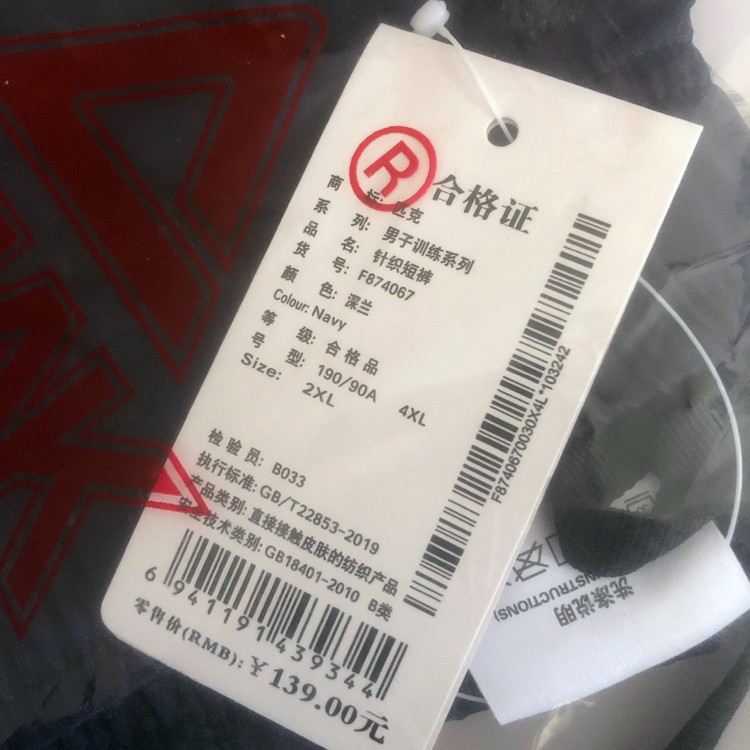 合格证
R
商标: 匹克
系列: 男子训练系列
品名: 针织短裤
货号: F874067
颜色: 深兰
Colour: Navy
等级: 合格品
号型: 190/90A
Size: 2XL 4XL
检验员: B033
执行标准: GB/T22853-2019
产品类别: 直接接触皮肤的纺织产品
安全技术类别: GB18401-2010 B类
6 941191 439344
零售价(RMB): ¥139.00元
F8740670030X4L*103242
洗涤说明
INSTRUCTIONS)